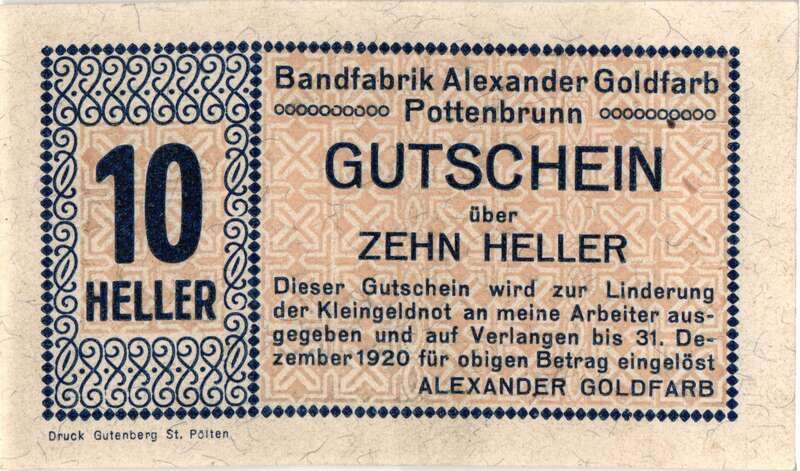 Bandfabrik Alexander Goldfarb
Pottenbrunn
GUTSCHEIN
über
ZEHN HELLER
Dieser Gutschein wird zur Linderung
der Kleingeldnot an meine Arbeiter aus-
gegeben und auf Verlangen bis 31. De-
zember 1920 für obigen Betrag eingelöst
ALEXANDER GOLDFARB
10
HELLER
Druck Gutenberg St. Pölten